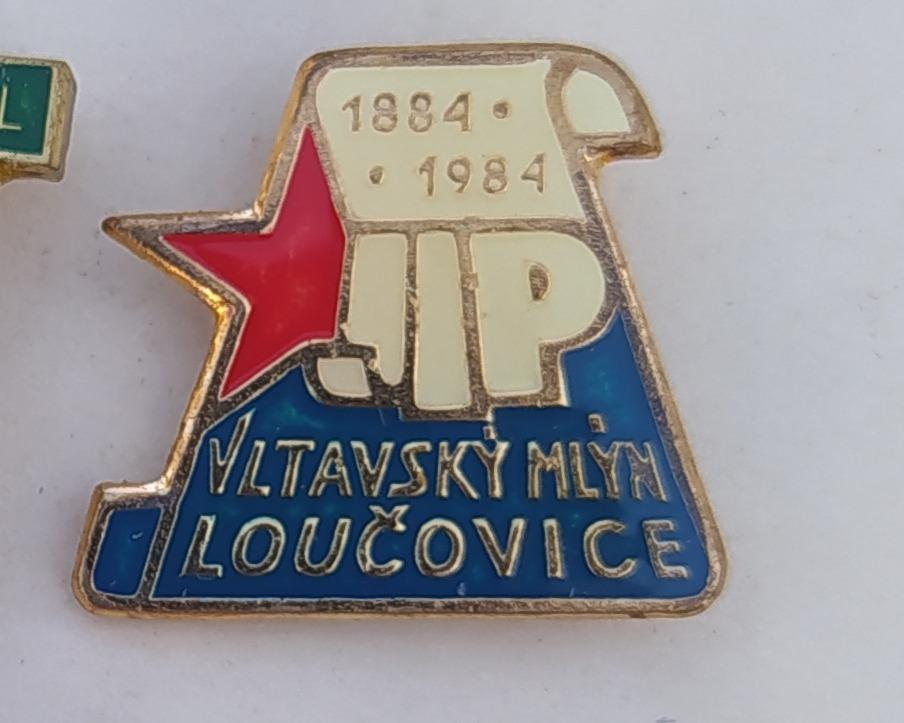 L
1884 •
• 1984
JIP
VLTAVSKÝ MLÝN
LOUČOVICE